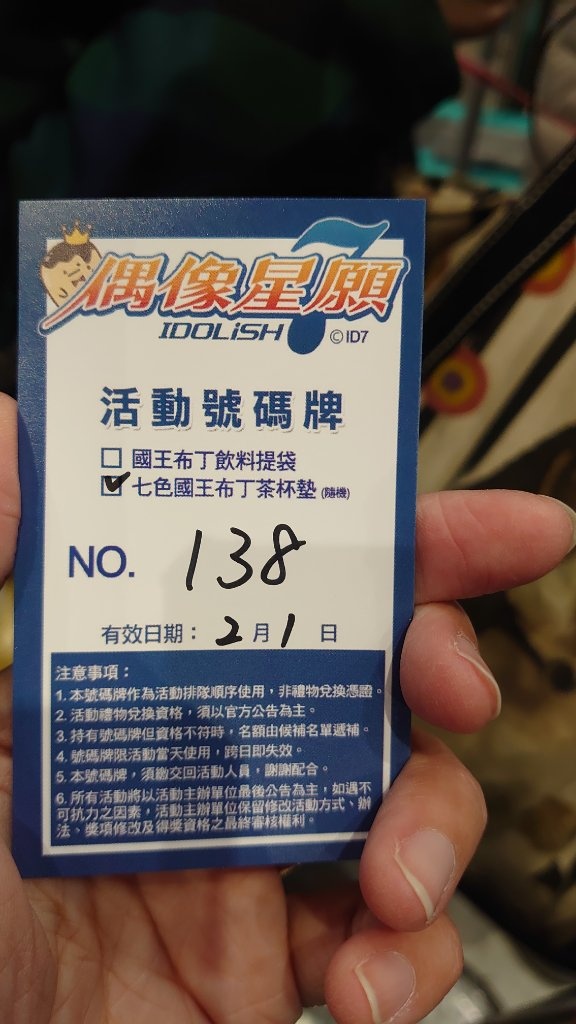 偶像星願
IDOLiSH7
©ID7
活動號碼牌
國王布丁飲料提袋
七色國王布丁茶杯墊(隨機)
NO. 138
有效日期：2月1日
注意事項：
1. 本號碼牌作為活動排隊順序使用，非禮物兌換憑證。
2. 活動禮物兌換資格，須以官方公告為主。
3. 持有號碼牌但資格不符時，名額由候補名單遞補。
4. 號碼牌限活動當天使用，跨日即失效。
5. 本號碼牌，須繳交回活動人員，謝謝配合。
6. 所有活動將以活動主辦單位最後公告為主，如遇不
可抗力之因素，活動主辦單位保留修改活動方式、辦
法、獎項修改及得獎資格之最終審核權利。